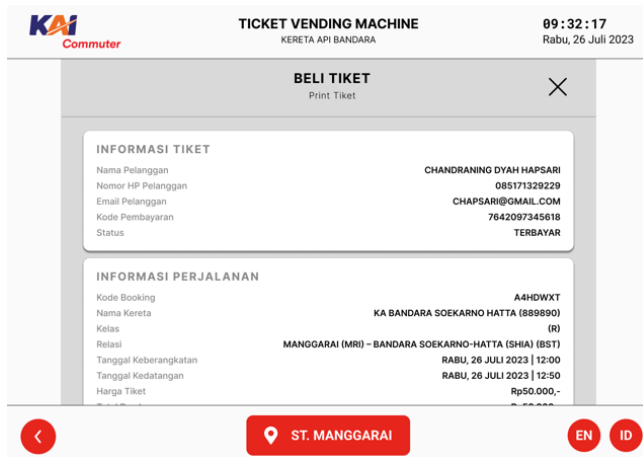 KAI
Commuter
TICKET VENDING MACHINE
KERETA API BANDARA
09:32:17
Rabu, 26 Juli 2023
BELI TIKET
Print Tiket
INFORMASI TIKET
Nama Pelanggan CHANDRANING DYAH HAPSARI
Nomor HP Pelanggan 085171329229
Email Pelanggan CHAPSARI@GMAIL.COM
Kode Pembayaran 7642097345618
Status TERBAYAR
INFORMASI PERJALANAN
Kode Booking A4HDWXT
Nama Kereta KA BANDARA SOEKARNO HATTA (889890)
Kelas (R)
Relasi MANGGARAI (MRI) – BANDARA SOEKARNO-HATTA (SHIA) (BST)
Tanggal Keberangkatan RABU, 26 JULI 2023 | 12:00
Tanggal Kedatangan RABU, 26 JULI 2023 | 12:50
Harga Tiket Rp50.000,-
ST. MANGGARAI
EN
ID